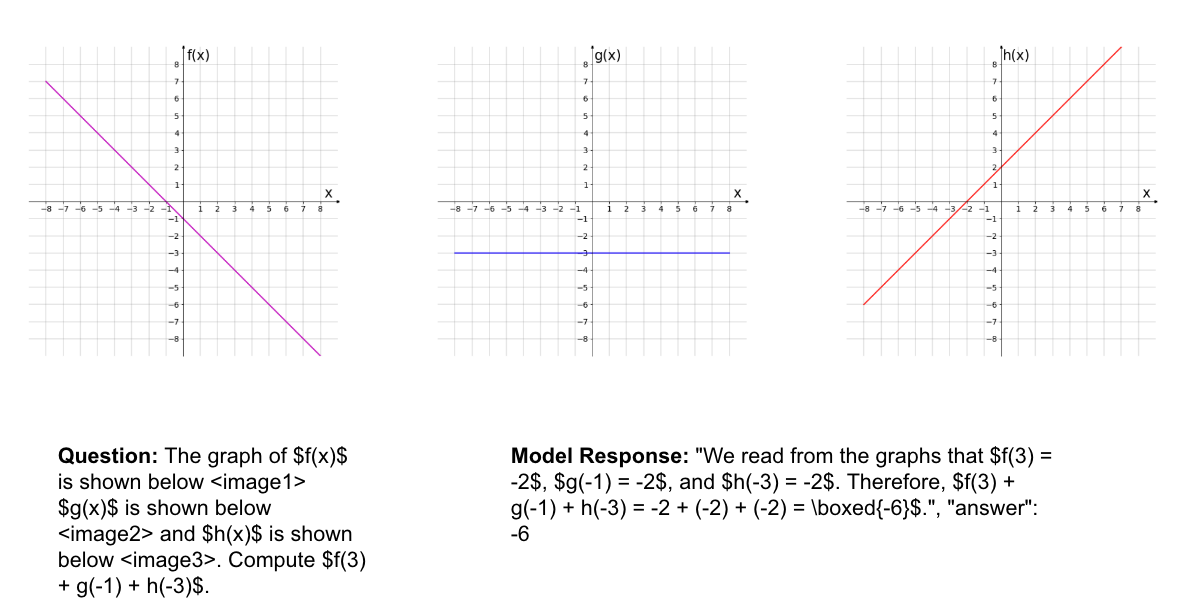 f(x)
8
7
6
5
4
3
2
1
x
−8 −7 −6 −5 −4 −3 −2 −1 1 2 3 4 5 6 7 8
−1
−2
−3
−4
−5
−6
−7
−8
g(x)
8
7
6
5
4
3
2
1
x
−8 −7 −6 −5 −4 −3 −2 −1 1 2 3 4 5 6 7 8
−1
−2
−3
−4
−5
−6
−7
−8
h(x)
8
7
6
5
4
3
2
1
x
−8 −7 −6 −5 −4 −3 −2 −1 1 2 3 4 5 6 7 8
−1
−2
−3
−4
−5
−6
−7
−8
Question: The graph of $f(x)$
is shown below <image1>
$g(x)$ is shown below
<image2> and $h(x)$ is shown
below <image3>. Compute $f(3)
+ g(-1) + h(-3)$.
Model Response: "We read from the graphs that $f(3) =
-2$, $g(-1) = -2$, and $h(-3) = -2$. Therefore, $f(3) +
g(-1) + h(-3) = -2 + (-2) + (-2) = \boxed{-6}$.", "answer":
-6